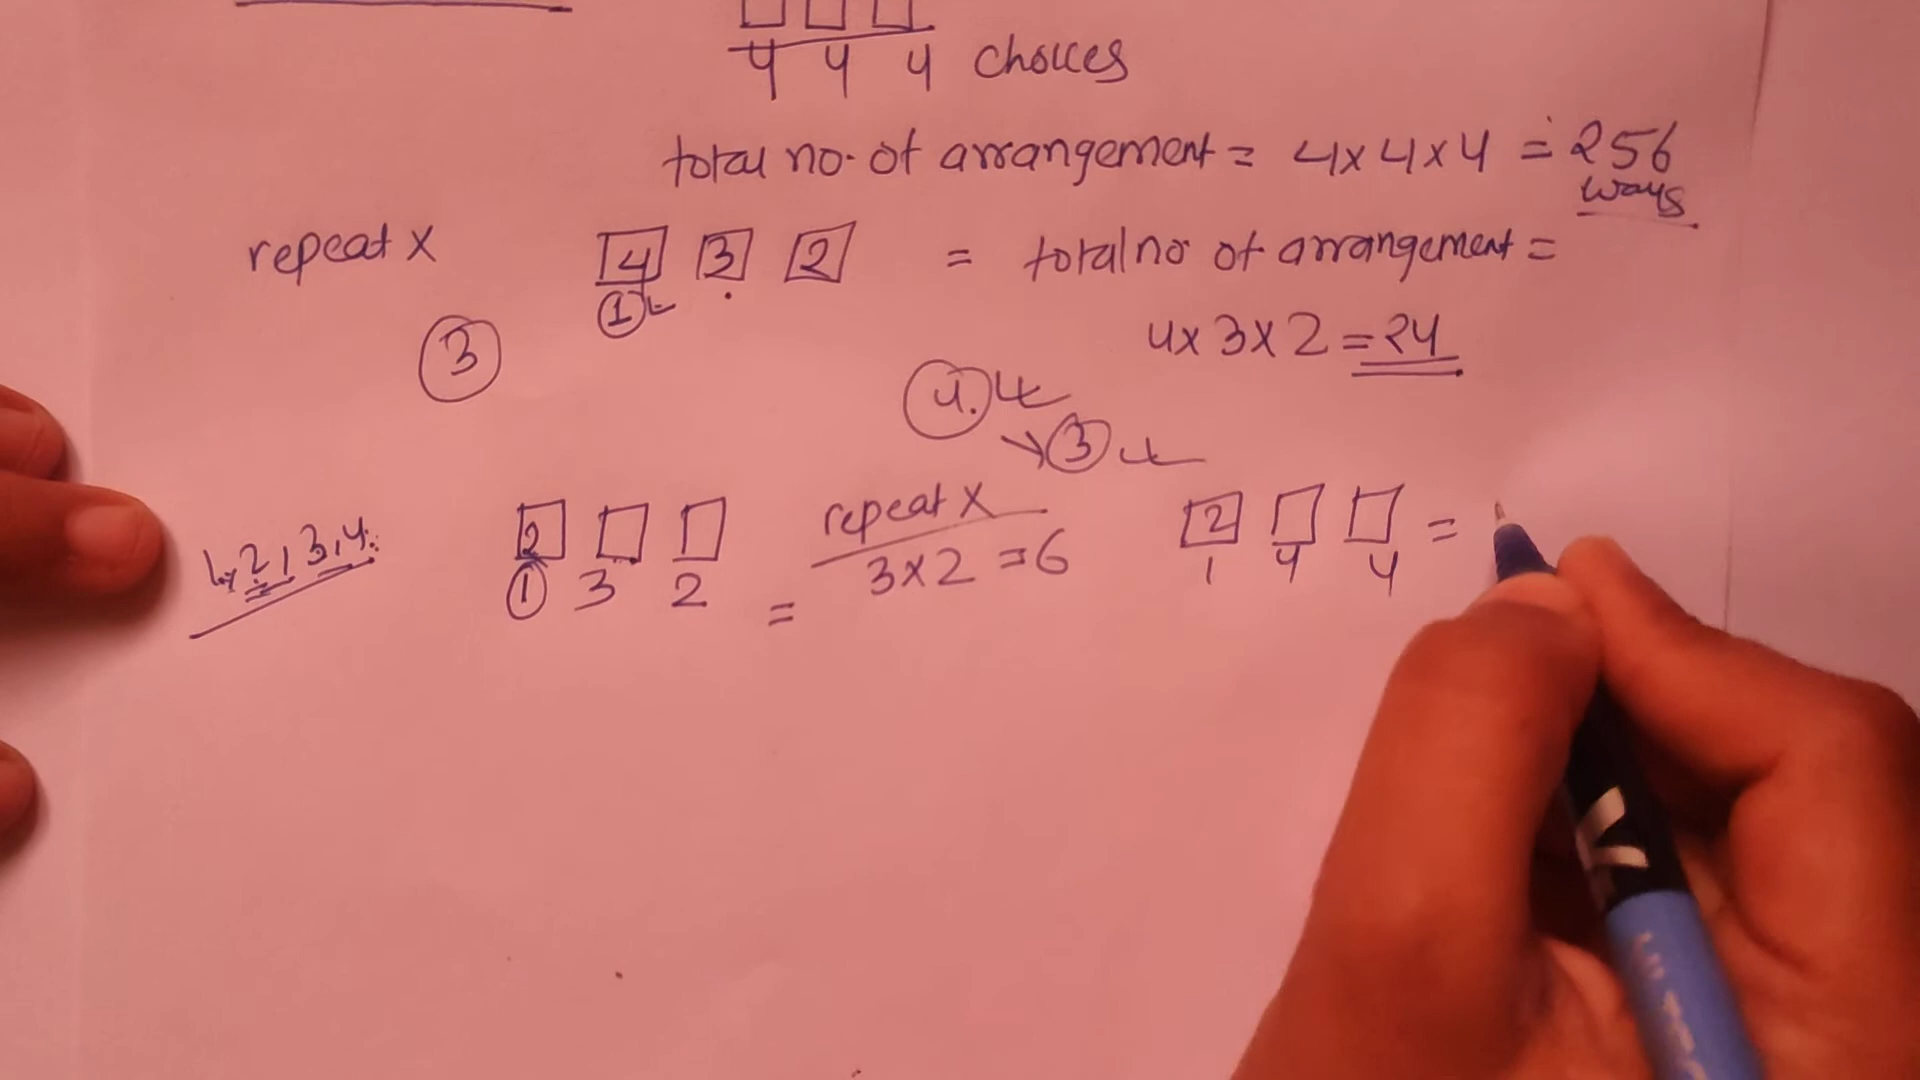 4 4 4 choices
total no. of arrangement = 4x4x4 = 256
ways
repeat x 4 3 2 = total no of arrangement =
1
3 4x3x2 = 24
4.
3
1, 2, 3, 4. 2 repeat x 2 =
1 3 2 = 3x2 = 6 1 4 4